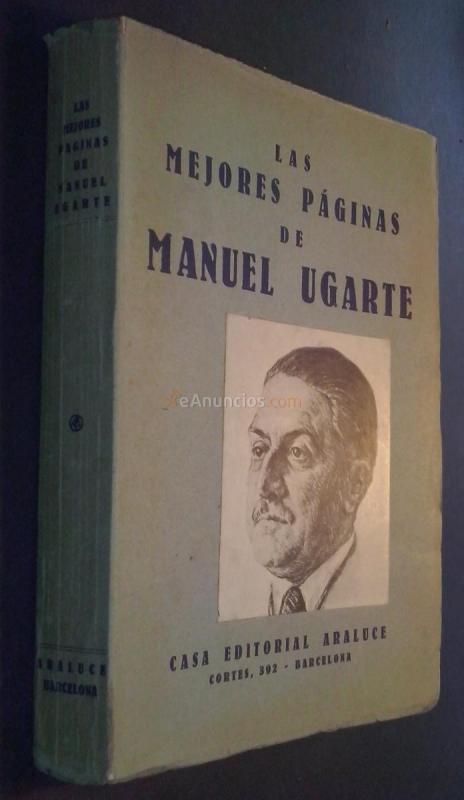 LAS
MEJORES PÁGINAS
DE
MANUEL UGARTE
CASA EDITORIAL ARALUCE
CORTES, 392 - BARCELONA
LAS
MEJORES
PAGINAS
DE
MANUEL
UGARTE
ARALUCE
BARCELONA
eAnuncios.com